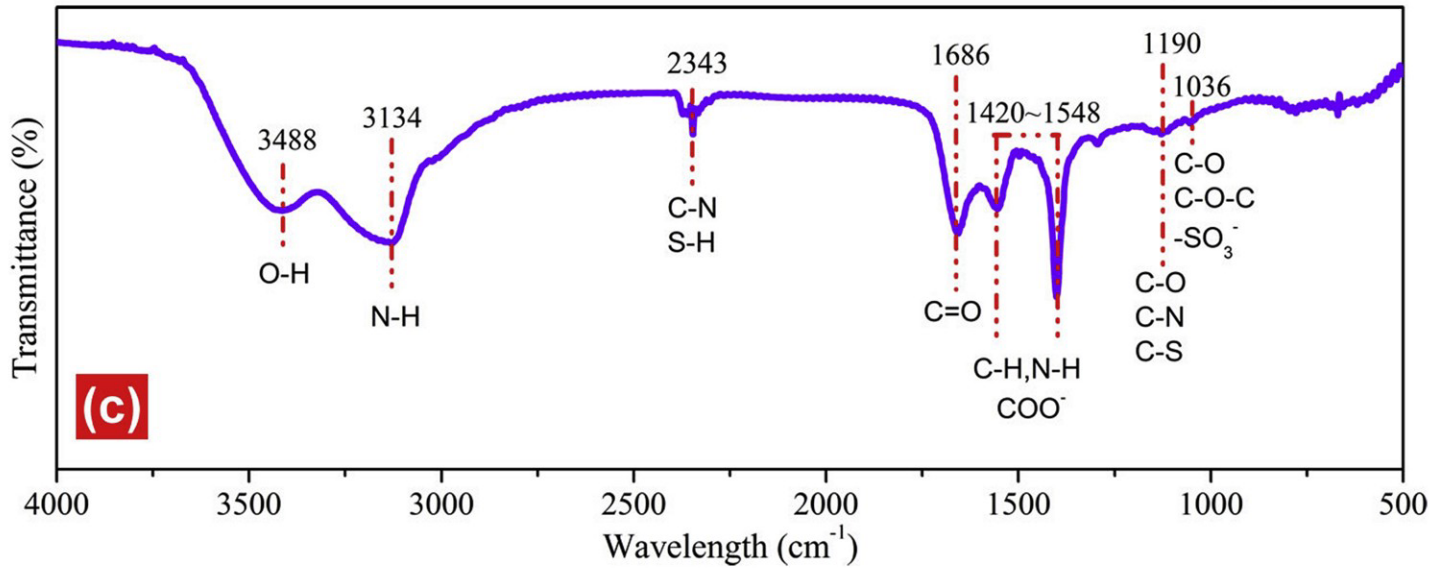 1190
2343
1686
1036
1420~1548
3134
3488
C-O
C-O-C
-SO₃⁻
C-N
S-H
O-H
N-H
C=O
C-O
C-N
C-S
C-H,N-H
COO⁻
Transmittance (%)
(c)
4000 3500 3000 2500 2000 1500 1000 500
Wavelength (cm⁻¹)